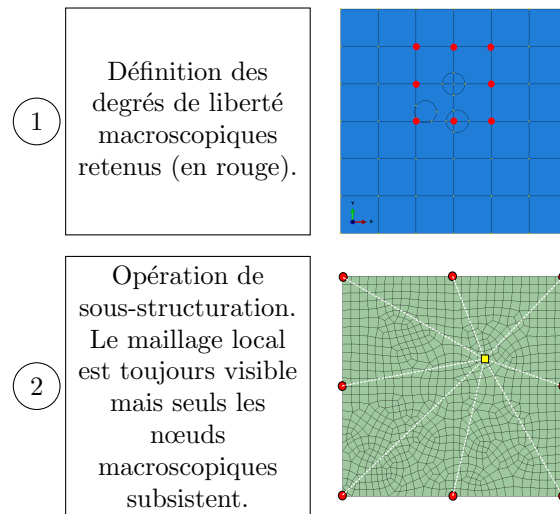 1
Définition des
degrés de liberté
macroscopiques
retenus (en rouge).
Y
X
2
Opération de
sous-structuration.
Le maillage local
est toujours visible
mais seuls les
nœuds
macroscopiques
subsistent.